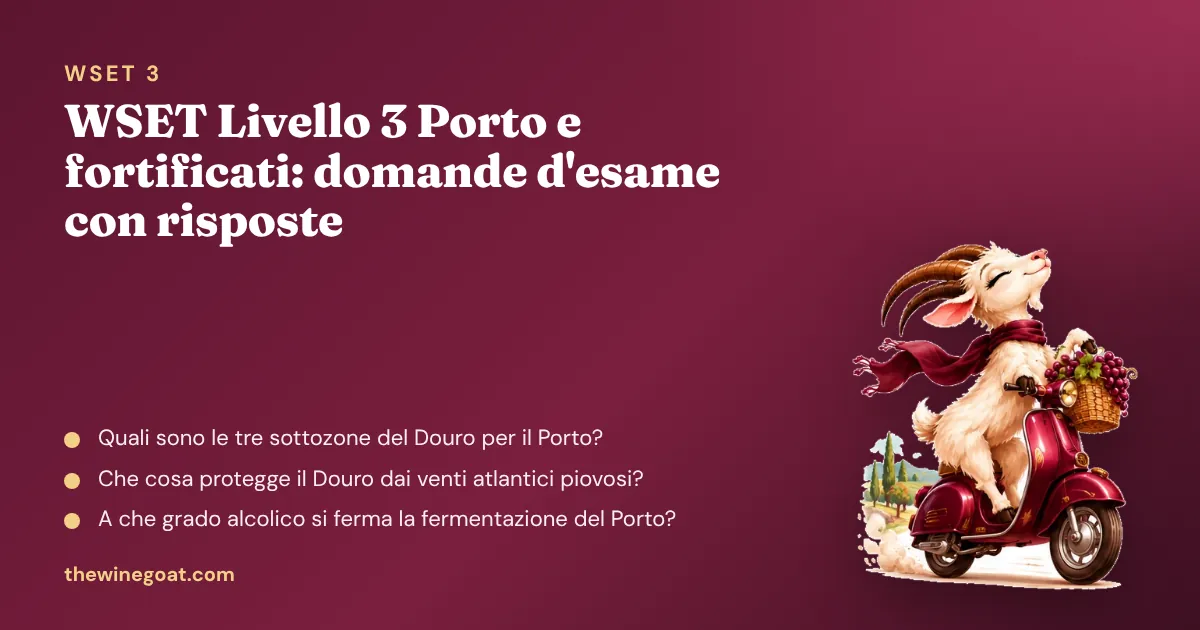 WSET 3
WSET Livello 3 Porto e
fortificati: domande d'esame
con risposte
Quali sono le tre sottozone del Douro per il Porto?
Che cosa protegge il Douro dai venti atlantici piovosi?
A che grado alcolico si ferma la fermentazione del Porto?
thewinegoat.com